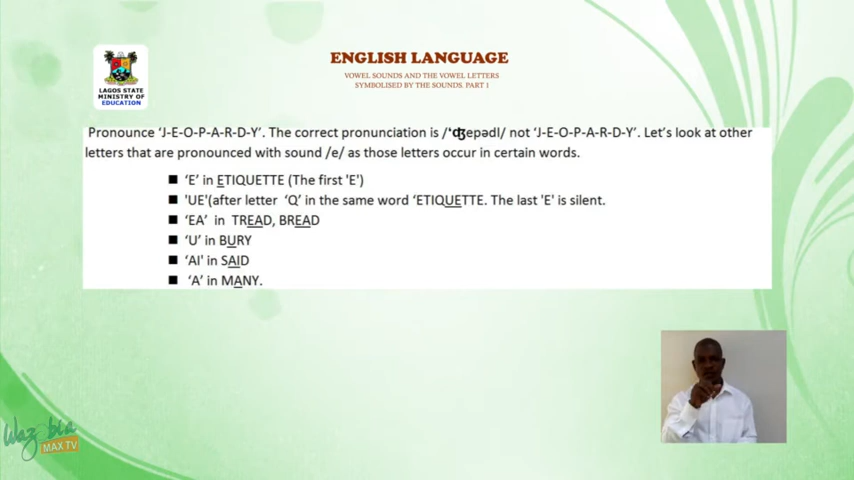 ENGLISH LANGUAGE
VOWEL SOUNDS AND THE VOWEL LETTERS
SYMBOLISED BY THE SOUNDS. PART 1
LAGOS STATE
MINISTRY OF
EDUCATION
Pronounce ‘J-E-O-P-A-R-D-Y’. The correct pronunciation is /‘ʤepədI/ not ‘J-E-O-P-A-R-D-Y’. Let’s look at other
letters that are pronounced with sound /e/ as those letters occur in certain words.
■ ‘E’ in ETIQUETTE (The first 'E')
■ 'UE'(after letter ‘Q’ in the same word ‘ETIQUETTE. The last 'E' is silent.
■ ‘EA’ in TREAD, BREAD
■ ‘U’ in BURY
■ ‘AI' in SAID
■ ‘A’ in MANY.
Wazobia
MAX TV